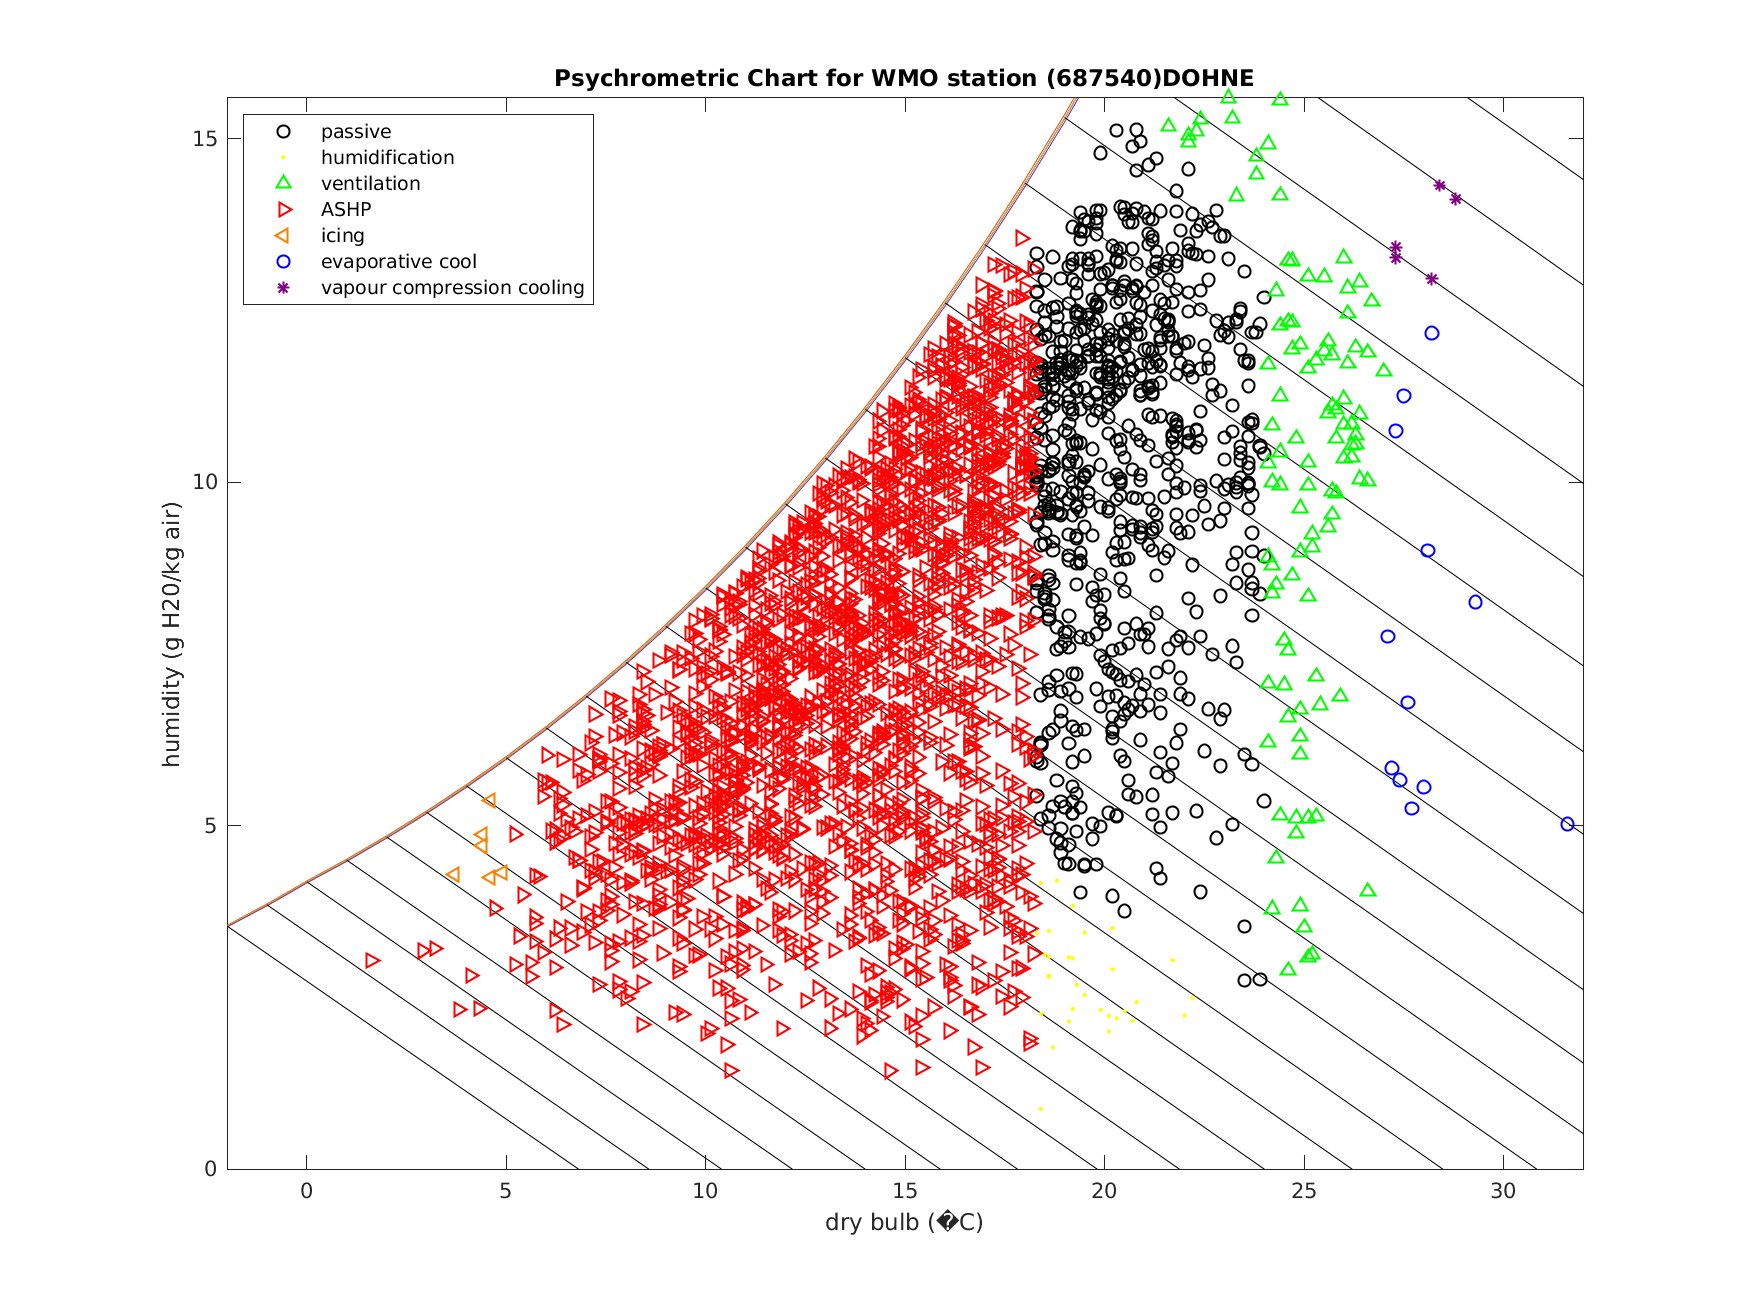 Psychrometric Chart for WMO station (687540)DOHNE
passive
humidification
ventilation
ASHP
icing
evaporative cool
vapour compression cooling
humidity (g H20/kg air)
15
10
5
0
0 5 10 15 20 25 30
dry bulb (�C)